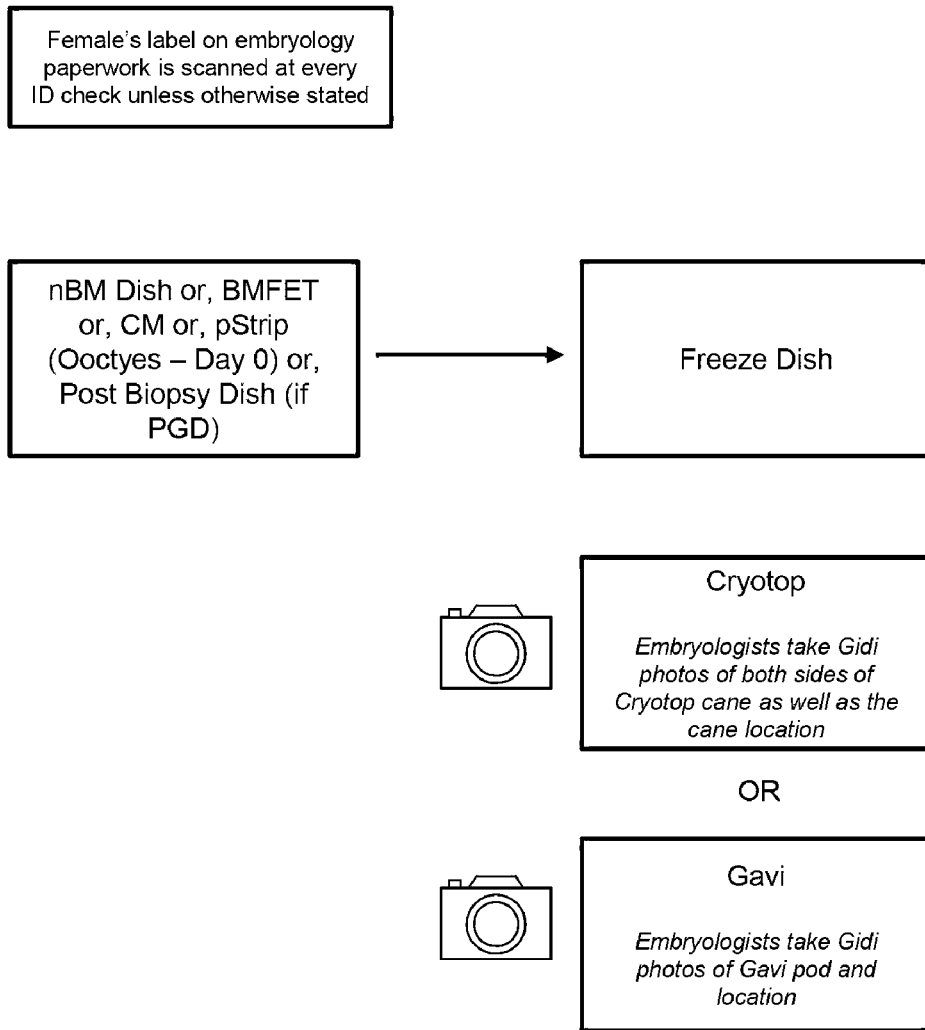 Female's label on embryology
paperwork is scanned at every
ID check unless otherwise stated
nBM Dish or, BMFET
or, CM or, pStrip
(Ooctyes – Day 0) or,
Post Biopsy Dish (if
PGD)
Freeze Dish
Cryotop
Embryologists take Gidi
photos of both sides of
Cryotop cane as well as the
cane location
OR
Gavi
Embryologists take Gidi
photos of Gavi pod and
location